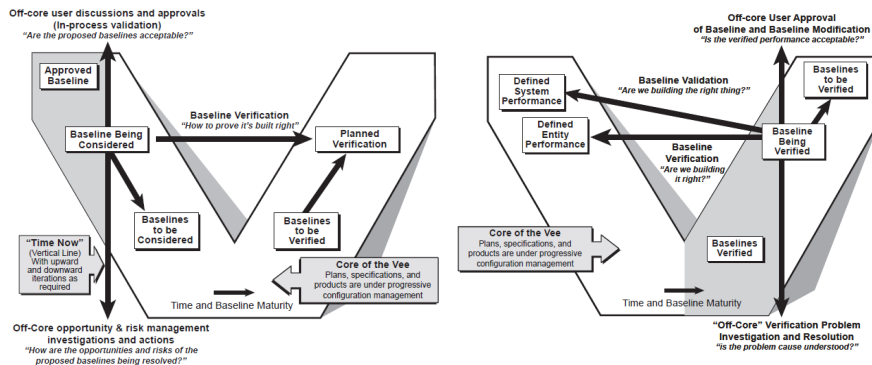 Off-core user discussions and approvals
(In-process validation)
“Are the proposed baselines acceptable?”
Approved
Baseline
Baseline Verification
“How to prove it’s built right”
Baseline Being
Considered
Planned
Verification
Baselines
to be
Considered
Baselines
to be
Verified
“Time Now”
(Vertical Line)
With upward
and downward
iterations as
required
Core of the Vee
Plans, specifications, and
products are under progressive
configuration management
Time and Baseline Maturity
Off-Core opportunity & risk management
investigations and actions
“How are the opportunities and risks of the
proposed baselines being resolved?”
Off-core User Approval
of Baseline and Baseline Modification
“Is the verified performance acceptable?”
Defined
System
Performance
Baseline Validation
“Are we building the right thing?”
Baselines
to be
Verified
Defined
Entity
Performance
Baseline
Verification
“Are we
building
it right?”
Baseline
Being
Verified
Core of the Vee
Plans, specifications, and
products are under progressive
configuration management
Baselines
Verified
Time and Baseline Maturity
“Off-Core” Verification Problem
Investigation and Resolution
“is the problem cause understood?”